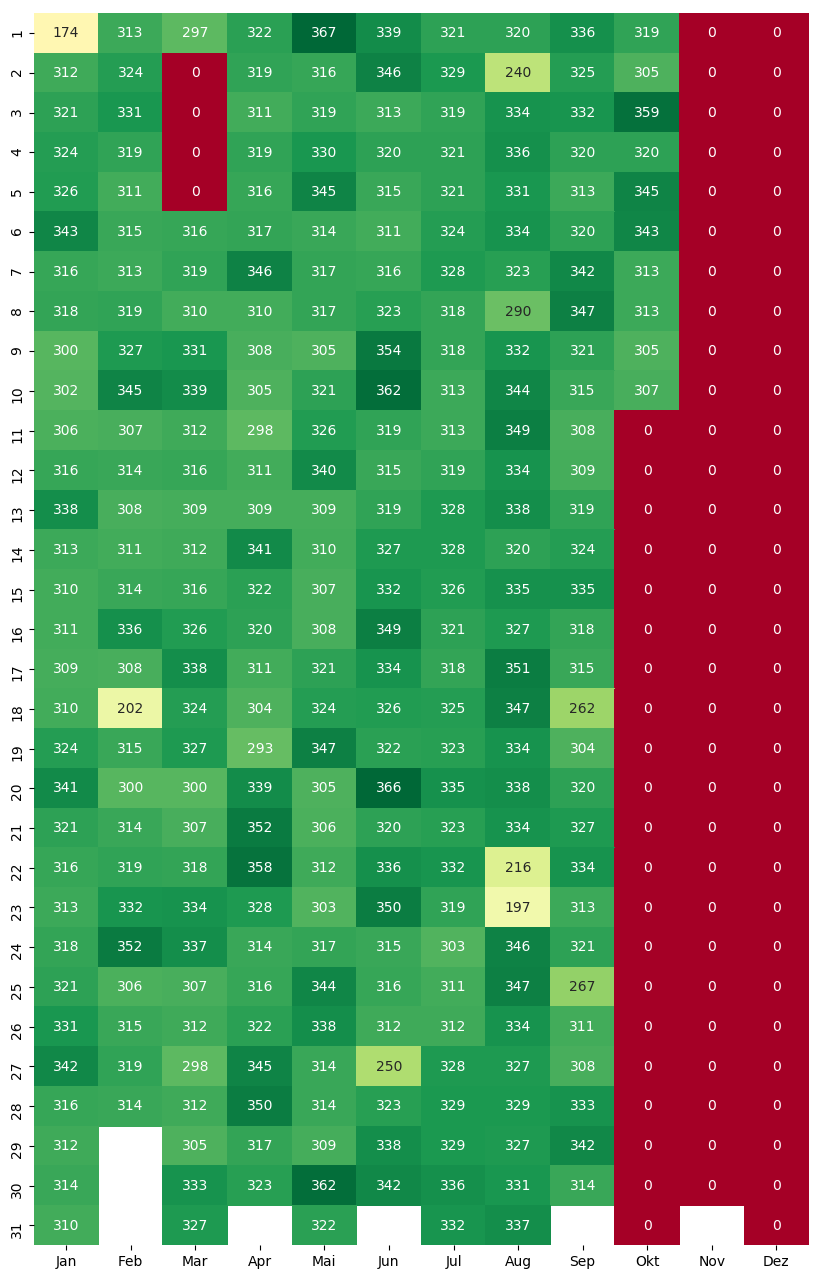 1 174 313 297 322 367 339 321 320 336 319 0 0
2 312 324 0 319 316 346 329 240 325 305 0 0
3 321 331 0 311 319 313 319 334 332 359 0 0
4 324 319 0 319 330 320 321 336 320 320 0 0
5 326 311 0 316 345 315 321 331 313 345 0 0
6 343 315 316 317 314 311 324 334 320 343 0 0
7 316 313 319 346 317 316 328 323 342 313 0 0
8 318 319 310 310 317 323 318 290 347 313 0 0
9 300 327 331 308 305 354 318 332 321 305 0 0
10 302 345 339 305 321 362 313 344 315 307 0 0
11 306 307 312 298 326 319 313 349 308 0 0 0
12 316 314 316 311 340 315 319 334 309 0 0 0
13 338 308 309 309 309 319 328 338 319 0 0 0
14 313 311 312 341 310 327 328 320 324 0 0 0
15 310 314 316 322 307 332 326 335 335 0 0 0
16 311 336 326 320 308 349 321 327 318 0 0 0
17 309 308 338 311 321 334 318 351 315 0 0 0
18 310 202 324 304 324 326 325 347 262 0 0 0
19 324 315 327 293 347 322 323 334 304 0 0 0
20 341 300 300 339 305 366 335 338 320 0 0 0
21 321 314 307 352 306 320 323 334 327 0 0 0
22 316 319 318 358 312 336 332 216 334 0 0 0
23 313 332 334 328 303 350 319 197 313 0 0 0
24 318 352 337 314 317 315 303 346 321 0 0 0
25 321 306 307 316 344 316 311 347 267 0 0 0
26 331 315 312 322 338 312 312 334 311 0 0 0
27 342 319 298 345 314 250 328 327 308 0 0 0
28 316 314 312 350 314 323 329 329 333 0 0 0
29 312 305 317 309 338 329 327 342 0 0 0
30 314 333 323 362 342 336 331 314 0 0 0
31 310 327 322 332 337 0 0
Jan Feb Mar Apr Mai Jun Jul Aug Sep Okt Nov Dez